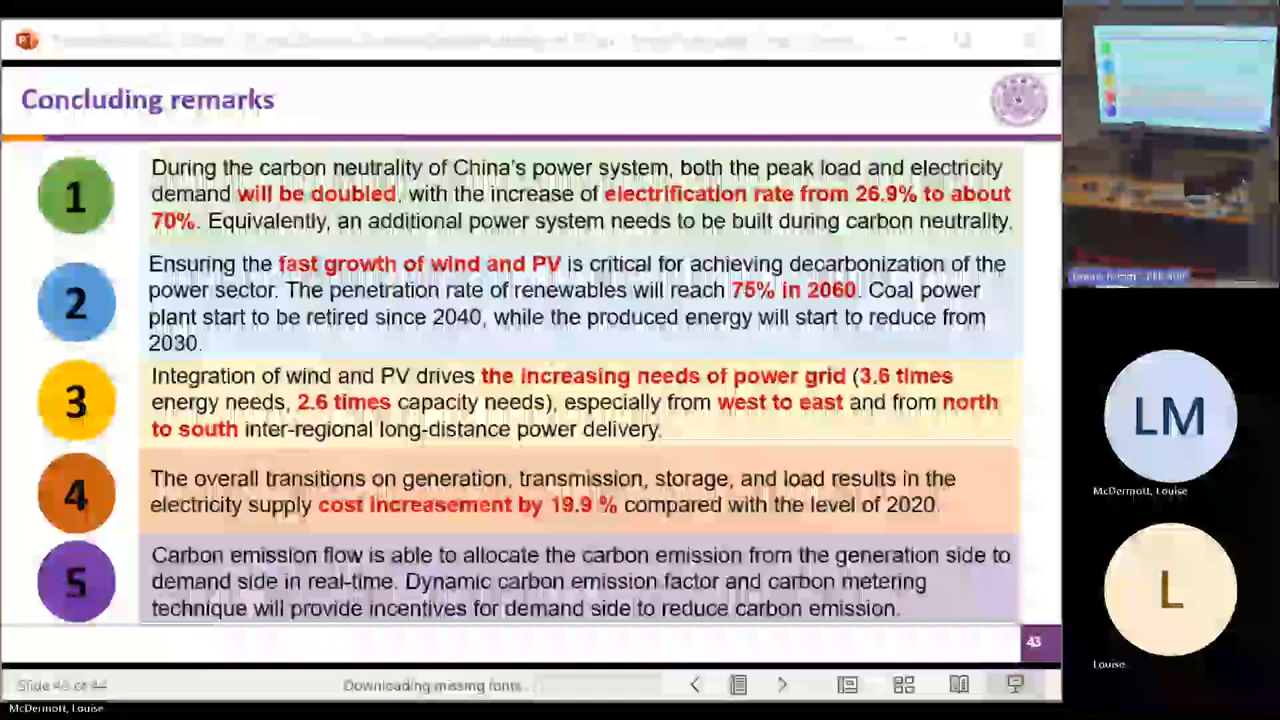 Concluding remarks
1
During the carbon neutrality of China's power system, both the peak load and electricity
demand will be doubled, with the increase of electrification rate from 26.9% to about
70%. Equivalently, an additional power system needs to be built during carbon neutrality.
2
Ensuring the fast growth of wind and PV is critical for achieving decarbonization of the
power sector. The penetration rate of renewables will reach 75% in 2060. Coal power
plant start to be retired since 2040, while the produced energy will start to reduce from
2030.
3
Integration of wind and PV drives the increasing needs of power grid (3.6 times
energy needs, 2.6 times capacity needs), especially from west to east and from north
to south inter-regional long-distance power delivery.
4
The overall transitions on generation, transmission, storage, and load results in the
electricity supply cost increasement by 19.9 % compared with the level of 2020.
5
Carbon emission flow is able to allocate the carbon emission from the generation side to
demand side in real-time. Dynamic carbon emission factor and carbon metering
technique will provide incentives for demand side to reduce carbon emission.
43
Slide 43 of 44
Downloading missing fonts
McDermott, Louise
LM
McDermott, Louise
L
Louise